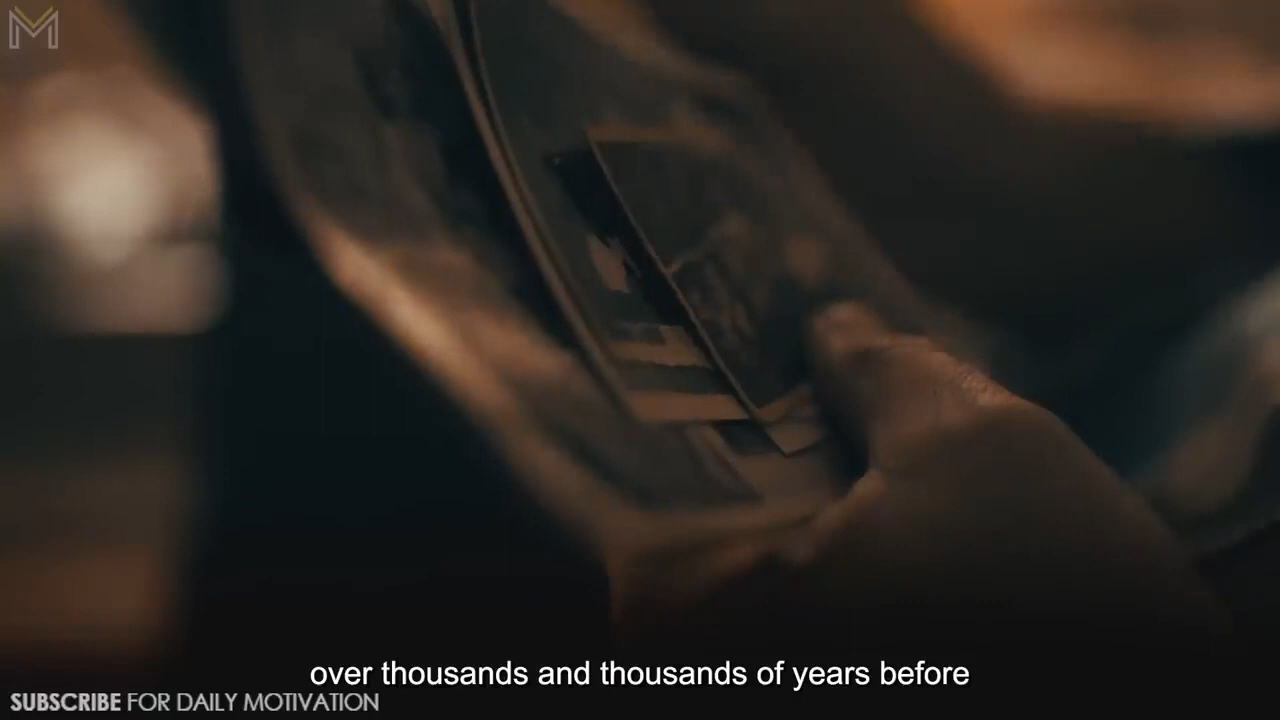 M
over thousands and thousands of years before
SUBSCRIBE FOR DAILY MOTIVATION